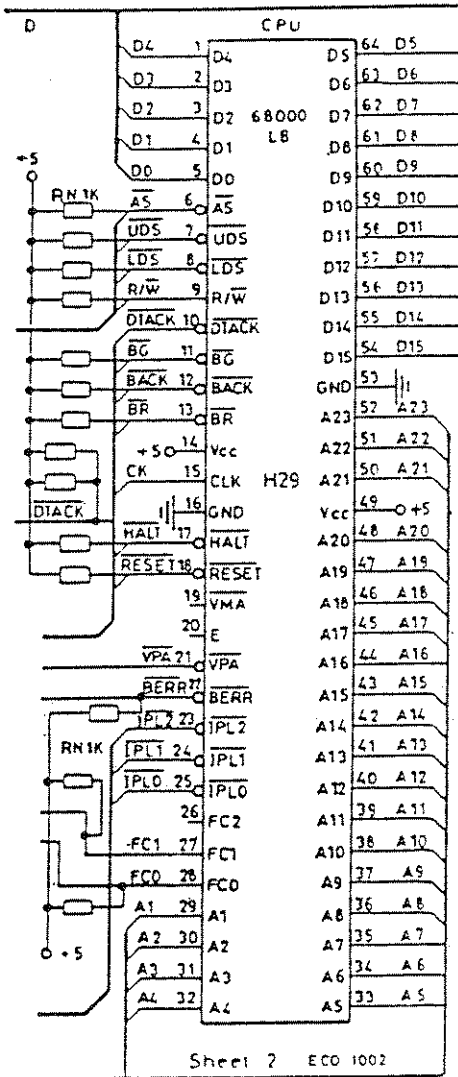 D CPU
D4 1 D4 D5 64 D5
D3 2 D3 D6 63 D6
D2 3 D2 68000 D7 62 D7
D1 4 D1 L8 D8 61 D8
D0 5 D0 D9 60 D9
+5
RN 1K AS 6 AS D10 59 D10
UDS 7 UDS D11 58 D11
LDS 8 LDS D12 57 D12
R/W 9 R/W D13 56 D13
DTACK 10 DTACK D14 55 D14
BG 11 BG D15 54 D15
BACK 12 BACK GND 53
BR 13 BR A23 52 A23
+5 14 Vcc A22 51 A22
CK 15 CLK H29 A21 50 A21
16 GND Vcc 49 +5
DTACK
HALT 17 HALT A20 48 A20
RESET 18 RESET A19 47 A19
19 VMA A18 46 A18
20 E A17 45 A17
VPA 21 VPA A16 44 A16
BERR 22 BERR A15 43 A15
IPL2 23 IPL2 A14 42 A14
RN 1K IPL1 24 IPL1 A13 41 A13
IPL0 25 IPL0 A12 40 A12
26 FC2 A11 39 A11
FC1 27 FC1 A10 38 A10
FC0 28 FC0 A9 37 A9
A1 29 A1 A8 36 A8
+5 A2 30 A2 A7 35 A7
A3 31 A3 A6 34 A6
A4 32 A4 A5 33 A5
Sheet 2 ECO 1002